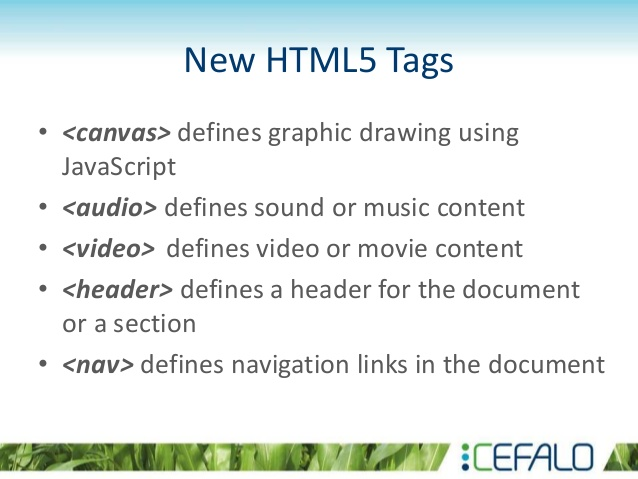 New HTML5 Tags
• <canvas> defines graphic drawing using
JavaScript
• <audio> defines sound or music content
• <video>  defines video or movie content
• <header> defines a header for the document
or a section
• <nav> defines navigation links in the document
CEFALO